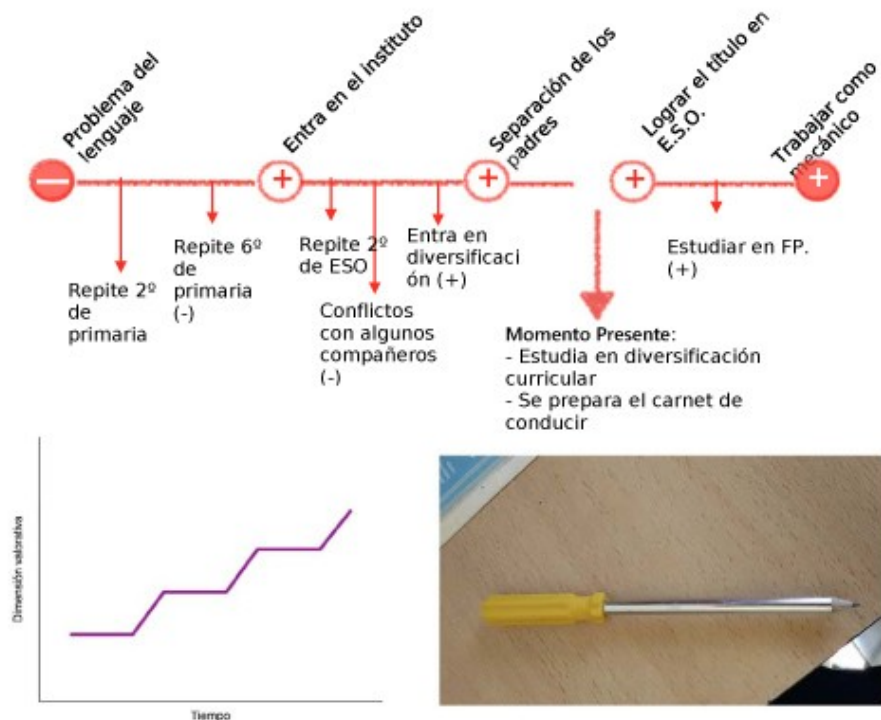 Problema del
lenguaje
Entra en el instituto
Separación de los
padres
Lograr el título en
E.S.O.
Trabajar como
mecánico
Repite 2º
de
primaria
Repite 6º
de
primaria
(-)
Repite 2º
de ESO
Conflictos
con algunos
compañeros
(-)
Entra en
diversificaci
ón (+)
Momento Presente:
- Estudia en diversificación
curricular
- Se prepara el carnet de
conducir
Estudiar en FP.
(+)
Dimensión valorativa
Tiempo